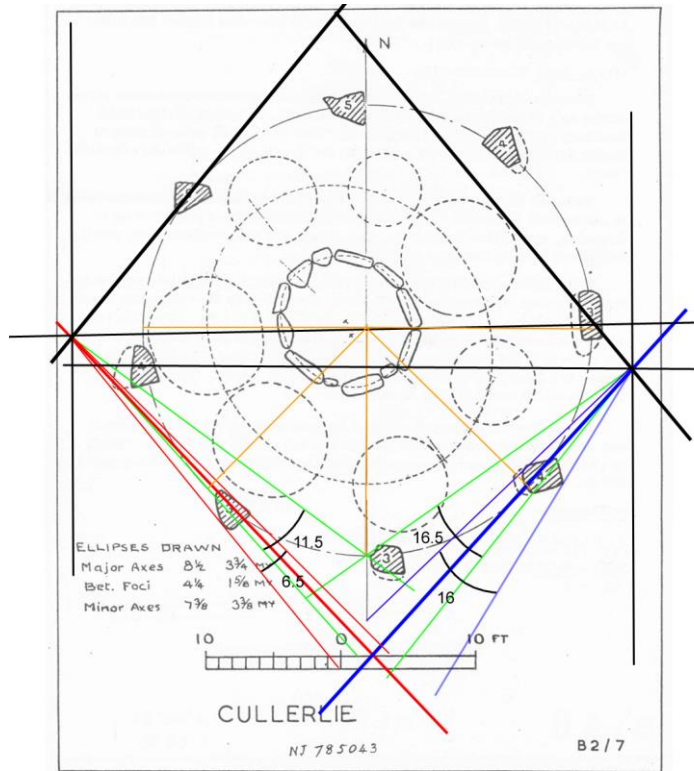 N
5
11.5
16.5
3
ELLIPSES DRAWN
Major Axes 8½ 3¾ MY
Bet. Foci 4¼ 1⅝ MY
Minor Axes 7⅞ 3⅜ MY
6.5
16
10 0 10 FT
CULLERLIE
NJ 785043
B2/7